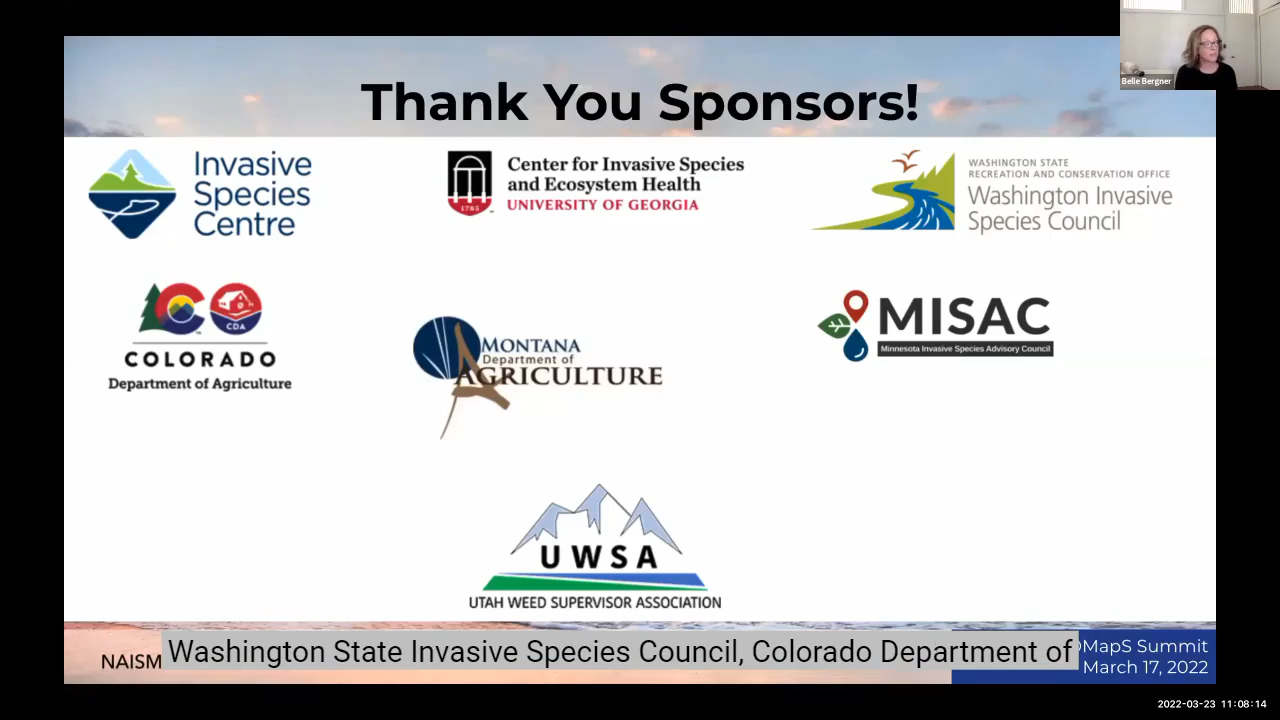 Belle Bergner
Thank You Sponsors!
Invasive
Species
Centre
1785
Center for Invasive Species
and Ecosystem Health
UNIVERSITY OF GEORGIA
WASHINGTON STATE
RECREATION AND CONSERVATION OFFICE
Washington Invasive
Species Council
CDA
COLORADO
Department of Agriculture
MONTANA
Department of
AGRICULTURE
MISAC
Minnesota Invasive Species Advisory Council
UWSA
UTAH WEED SUPERVISOR ASSOCIATION
NAISM
Washington State Invasive Species Council, Colorado Department of
MapS Summit
March 17, 2022
2022-03-23 11:08:14